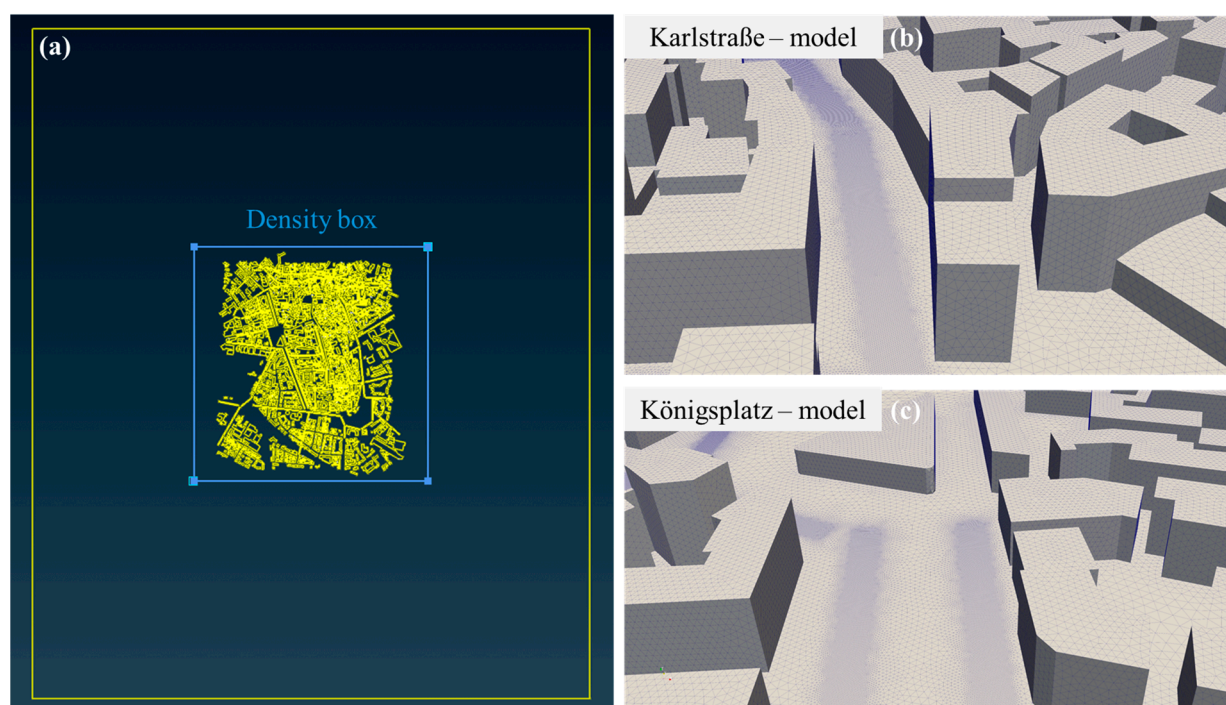 (a)
Density box
Karlstraße – model (b)
Königsplatz – model (c)